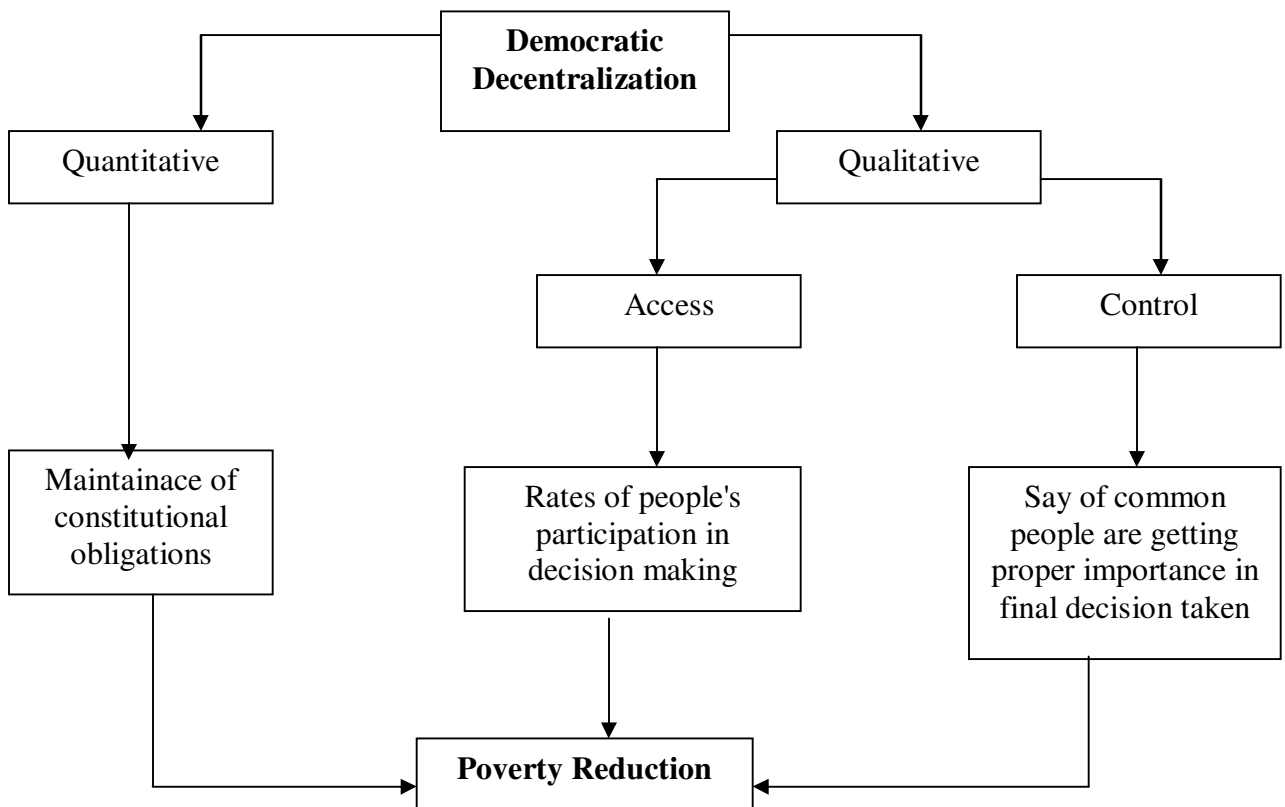 Democratic
Decentralization
Quantitative
Qualitative
Access
Control
Maintainace of
constitutional
obligations
Rates of people's
participation in
decision making
Say of common
people are getting
proper importance in
final decision taken
Poverty Reduction